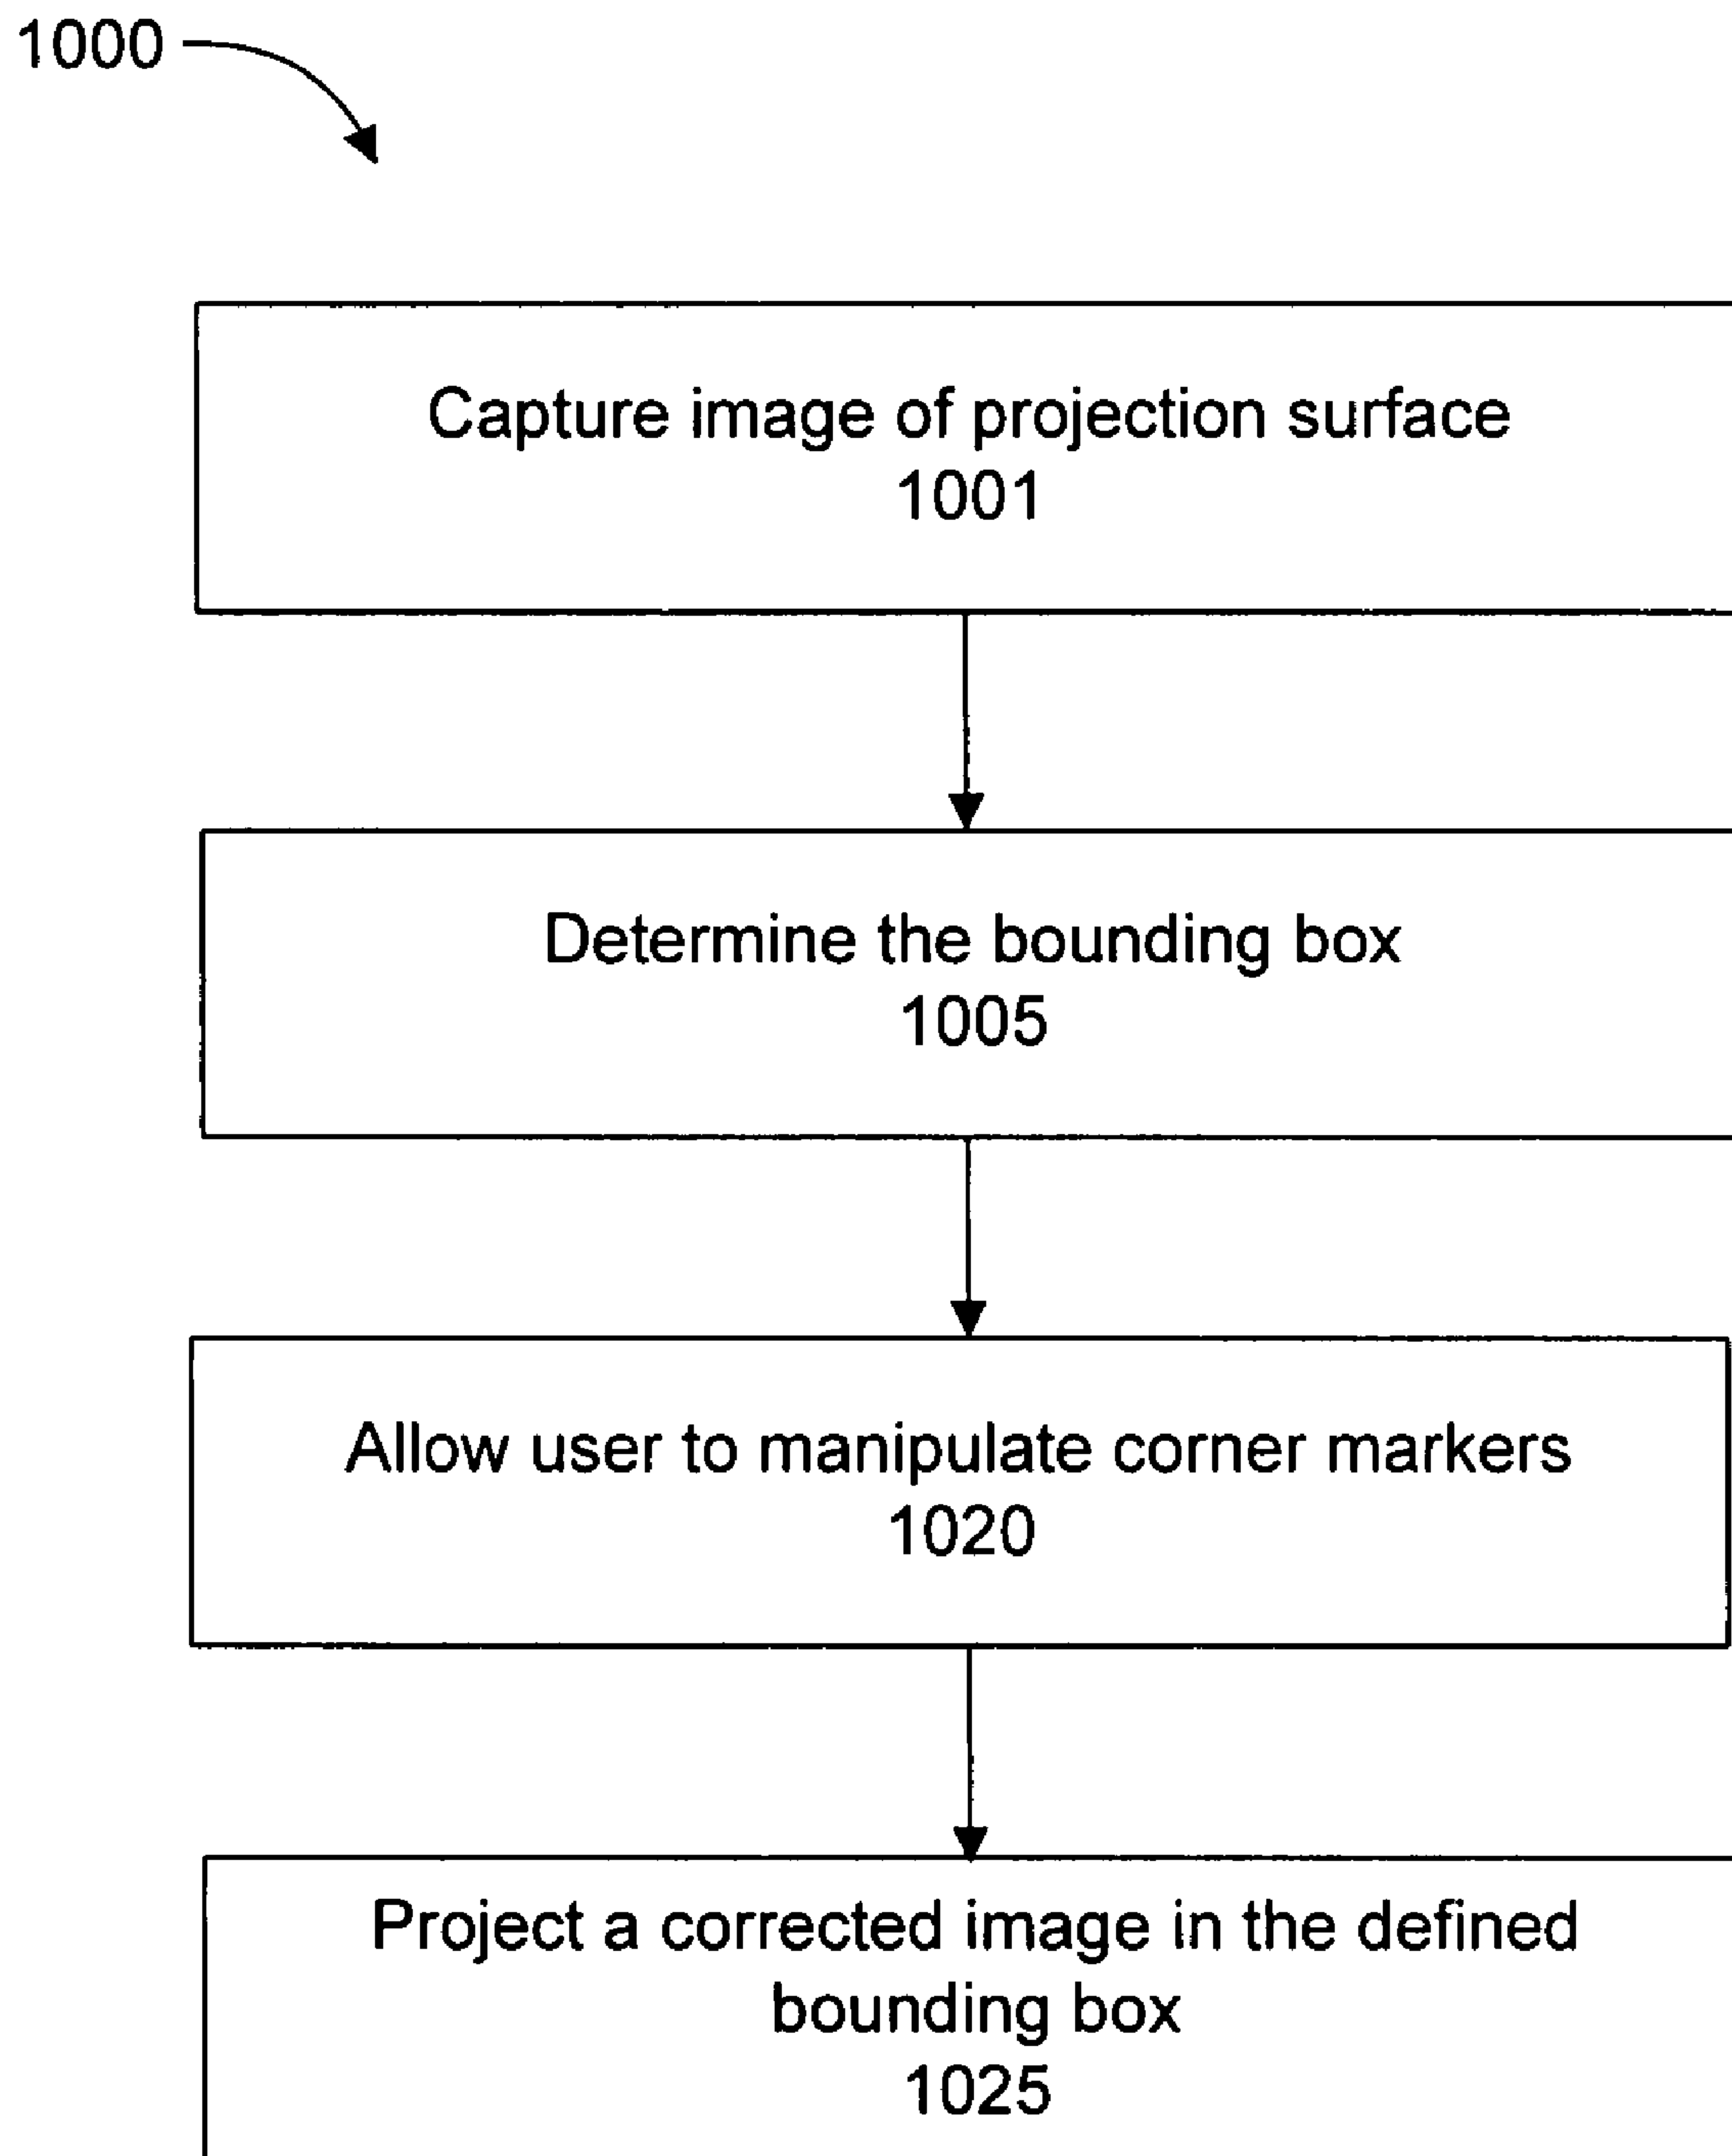 1000
Capture image of projection surface
1001
Determine the bounding box
1005
Allow user to manipulate corner markers
1020
Project a corrected image in the defined
bounding box
1025